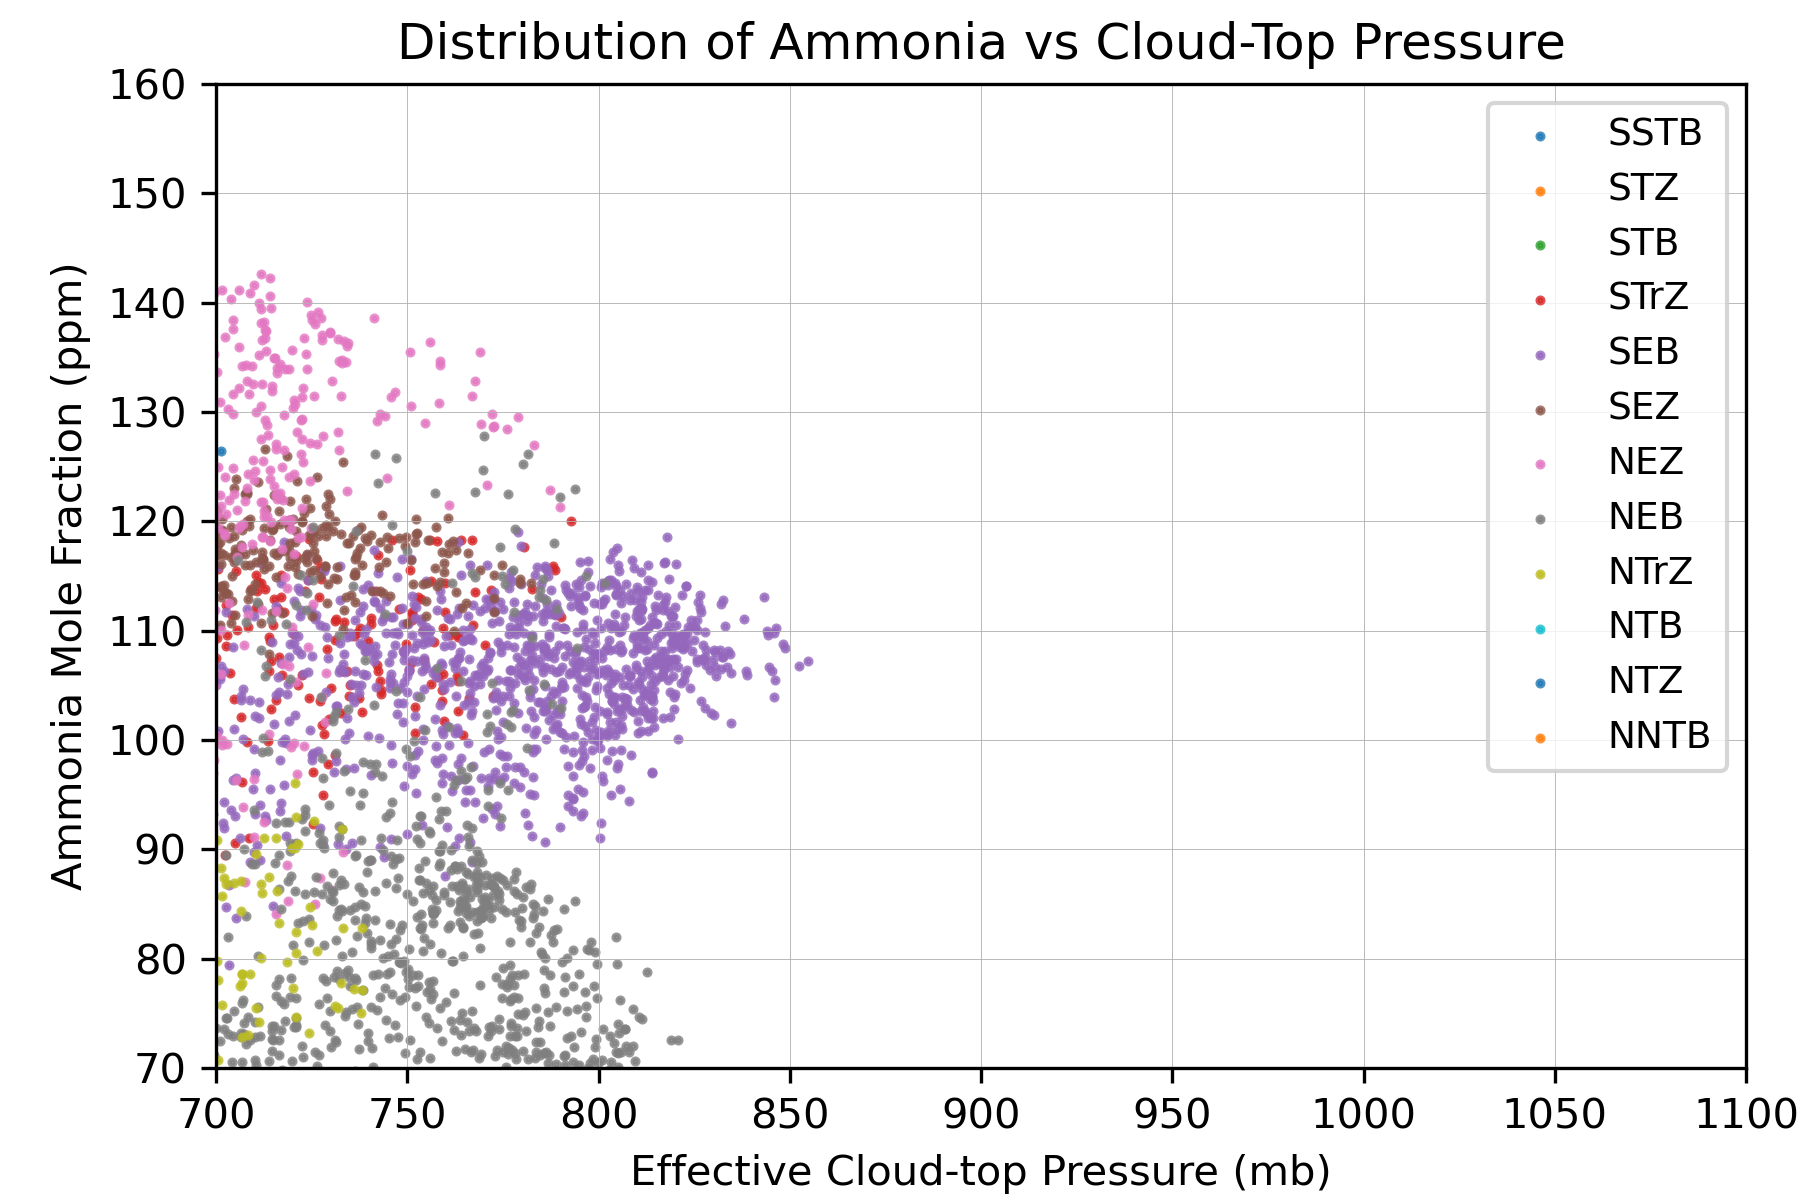 Distribution of Ammonia vs Cloud-Top Pressure
160
150
140
130
120
110
100
90
80
70
Ammonia Mole Fraction (ppm)
SSTB
STZ
STB
STrZ
SEB
SEZ
NEZ
NEB
NTrZ
NTB
NTZ
NNTB
700 750 800 850 900 950 1000 1050 1100
Effective Cloud-top Pressure (mb)